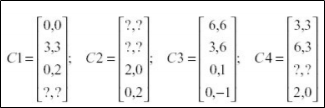 C1 = [0,0 3,3 0,2 ?,?]; C2 = [?,? ?,? 2,0 0,2]; C3 = [6,6 3,6 0,1 0,−1]; C4 = [3,3 6,3 ?,? 2,0]